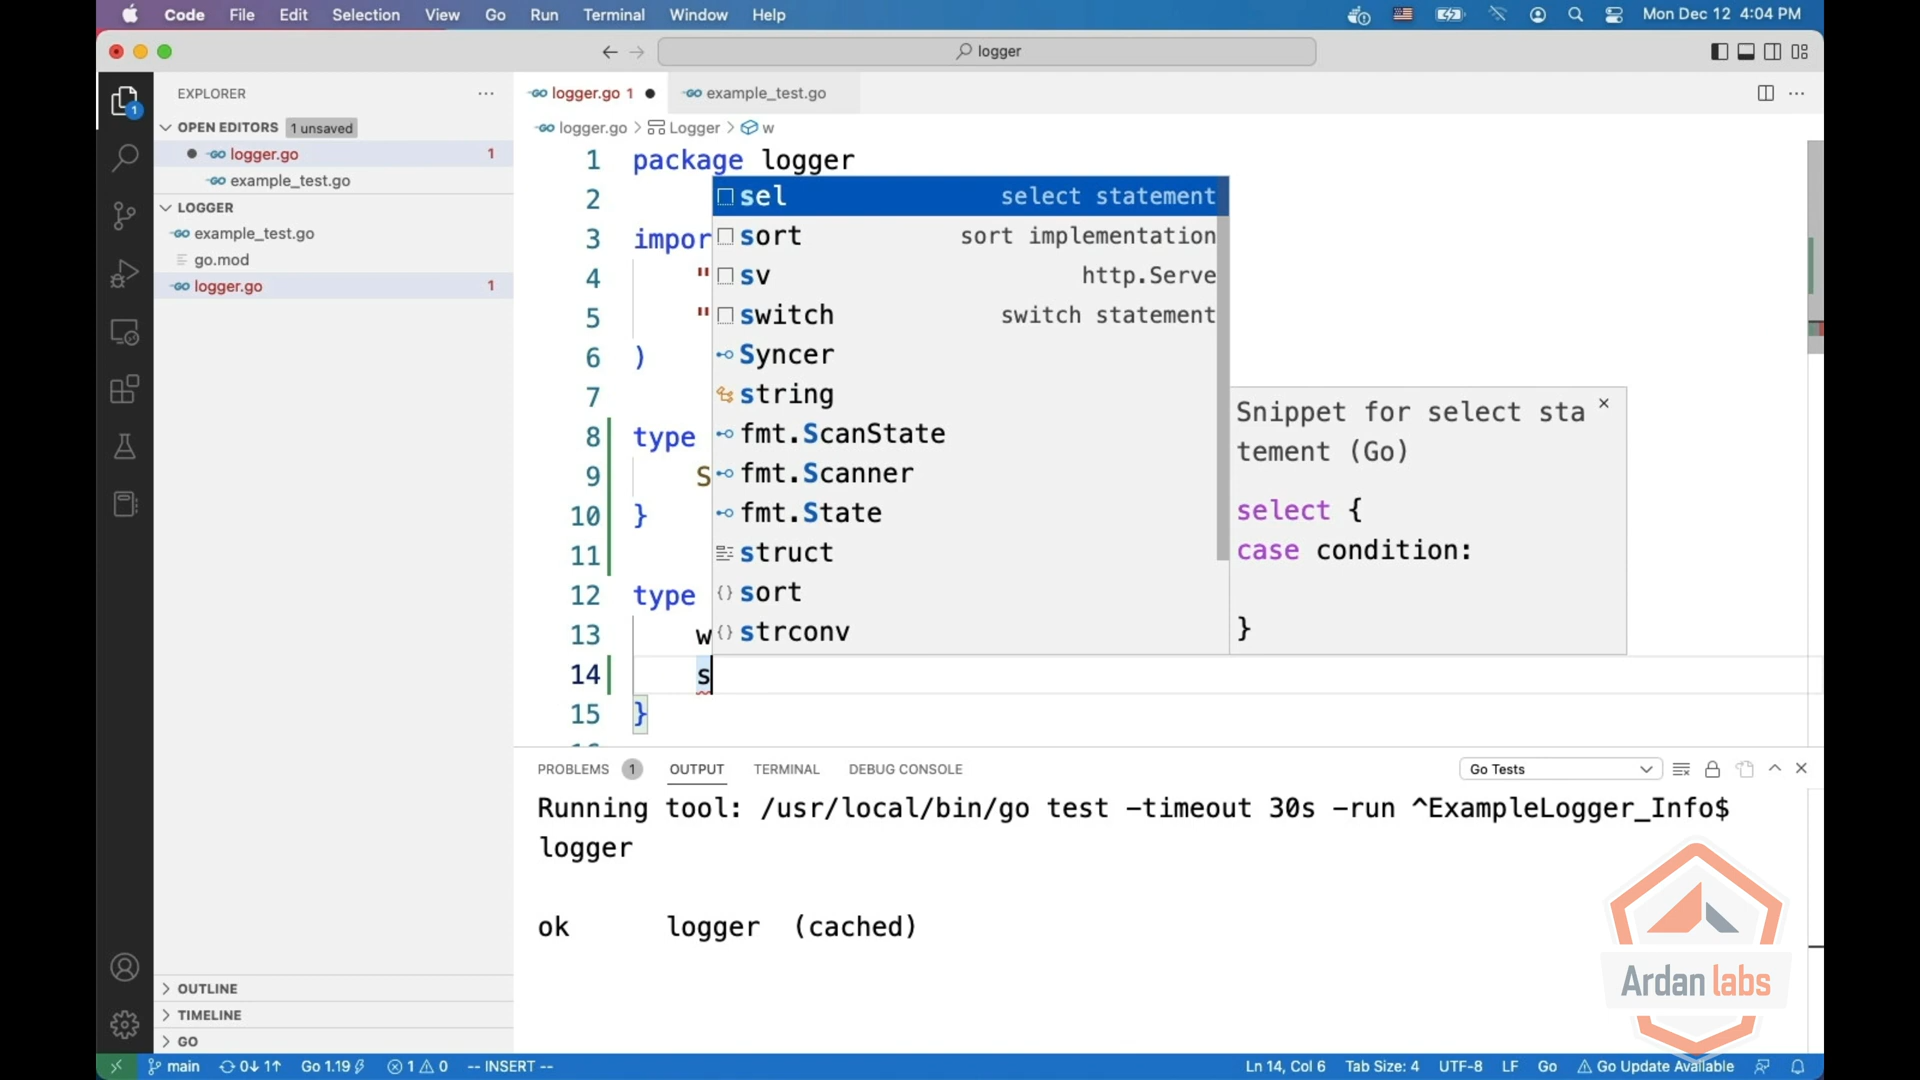 Code File Edit Selection View Go Run Terminal Window Help Mon Dec 12 4:04 PM
logger
EXPLORER
OPEN EDITORS 1 unsaved
logger.go 1
example_test.go
LOGGER
example_test.go
go.mod
logger.go 1
OUTLINE
TIMELINE
GO
1
logger.go 1 example_test.go
logger.go Logger w
1 package logger
2
3 impor
4 "
5 "
6 )
7
8 type
9 S
10 }
11
12 type
13 w
14 s
15 }
sel select statement
sort sort implementation
sv http.Serve
switch switch statement
Syncer
string
fmt.ScanState
fmt.Scanner
fmt.State
struct
sort
strconv
Snippet for select sta
tement (Go)
select {
case condition:
}
PROBLEMS 1 OUTPUT TERMINAL DEBUG CONSOLE Go Tests
Running tool: /usr/local/bin/go test -timeout 30s -run ^ExampleLogger_Info$
logger
ok logger (cached)
Ardan labs
main 0↓ 1↑ Go 1.19 1 0 -- INSERT -- Ln 14, Col 6 Tab Size: 4 UTF-8 LF Go Go Update Available